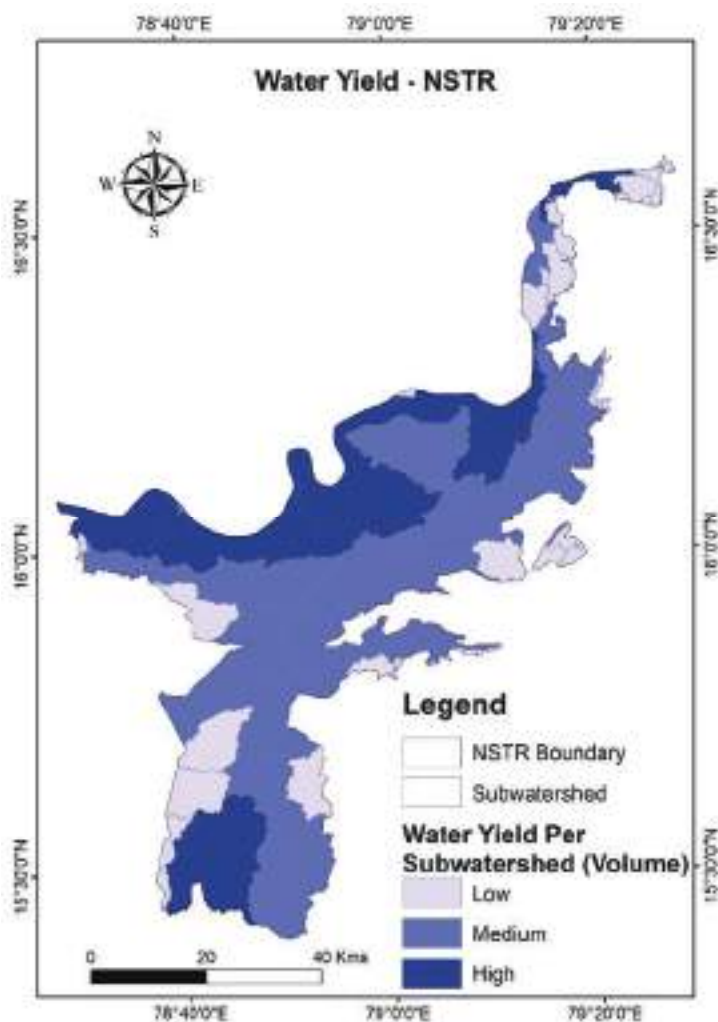 78°40'0"E 79°0'0"E 79°20'0"E
Water Yield - NSTR
N
W E
S
16°30'0"N 16°30'0"N
16°0'0"N 16°0'0"N
Legend
NSTR Boundary
Subwatershed
Water Yield Per
Subwatershed (Volume)
15°30'0"N 15°30'0"N
Low
Medium
High
0 20 40 Kms
78°40'0"E 79°0'0"E 79°20'0"E